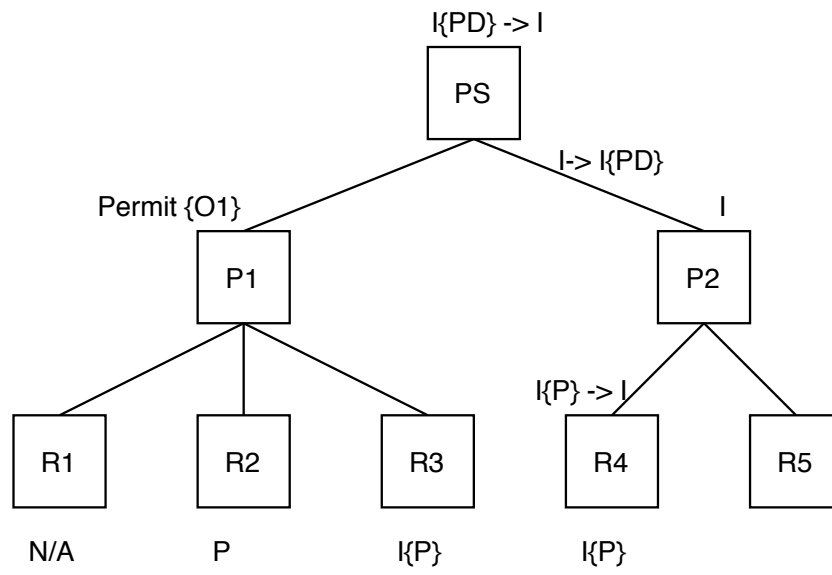 I{PD} -> I
PS
I-> I{PD}
Permit {O1}
I
P1
P2
I{P} -> I
R1
R2
R3
R4
R5
N/A
P
I{P}
I{P}